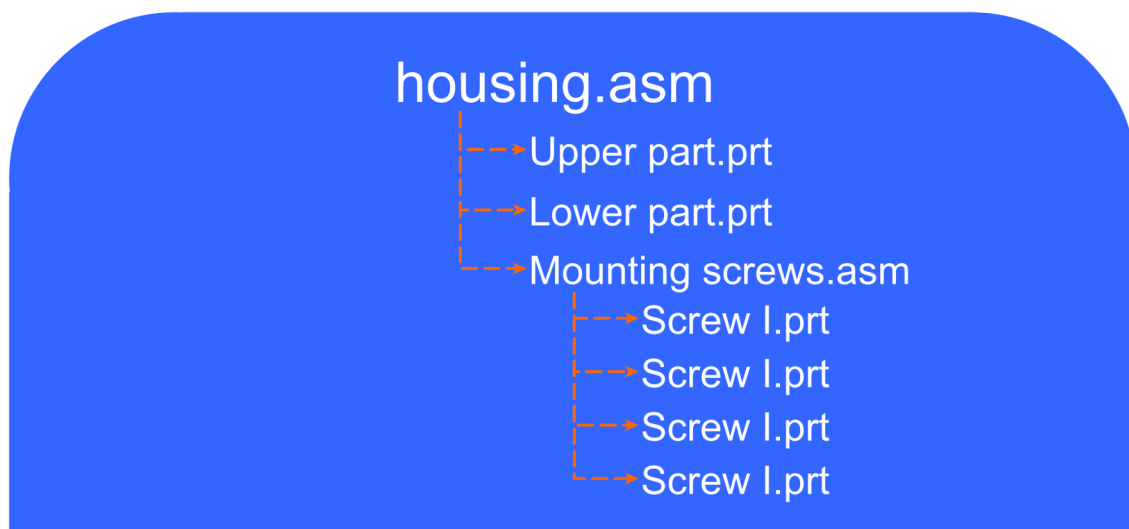 housing.asm
Upper part.prt
Lower part.prt
Mounting screws.asm
Screw I.prt
Screw I.prt
Screw I.prt
Screw I.prt